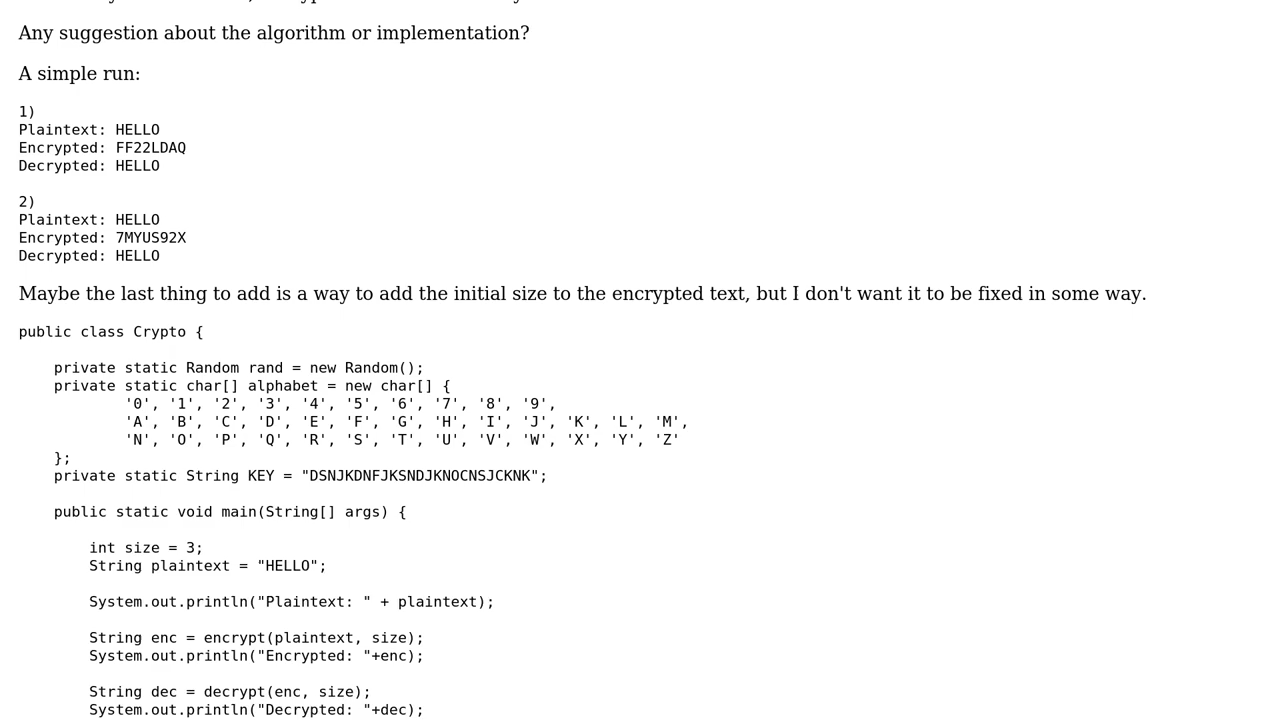 Any suggestion about the algorithm or implementation?
A simple run:
1)
Plaintext: HELLO
Encrypted: FF22LDAQ
Decrypted: HELLO
2)
Plaintext: HELLO
Encrypted: 7MYUS92X
Decrypted: HELLO
Maybe the last thing to add is a way to add the initial size to the encrypted text, but I don't want it to be fixed in some way.
public class Crypto {
    private static Random rand = new Random();
    private static char[] alphabet = new char[] {
            '0', '1', '2', '3', '4', '5', '6', '7', '8', '9',
            'A', 'B', 'C', 'D', 'E', 'F', 'G', 'H', 'I', 'J', 'K', 'L', 'M',
            'N', 'O', 'P', 'Q', 'R', 'S', 'T', 'U', 'V', 'W', 'X', 'Y', 'Z'
    };
    private static String KEY = "DSNJKDNFJKSNDJKNOCNSJCKNK";
    public static void main(String[] args) {
        int size = 3;
        String plaintext = "HELLO";
        System.out.println("Plaintext: " + plaintext);
        String enc = encrypt(plaintext, size);
        System.out.println("Encrypted: "+enc);
        String dec = decrypt(enc, size);
        System.out.println("Decrypted: "+dec);